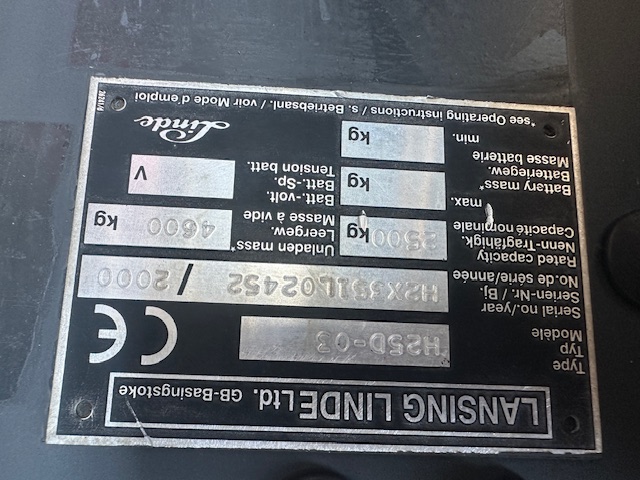 LANSING LINDE Ltd. GB-Basingstoke
Type
Typ
Modèle
H25D-03
CE
Serial no./year
Serien-Nr. / Bj.
No. de série/année
H2X351L02452 / 2000
Rated capacity
Nenn-Tragfähigk.
Capacité nominale
2500 kg
Unladen mass*
Leergew.
Masse à vide
4600 kg
Battery mass*
Batteriegew.
Masse batterie
max.
kg
min.
kg
Batt.-volt.
Batt.-Sp.
Tension batt.
V
Linde
*see Operating instructions / s. Betriebsanl. / voir Mode d'emploi